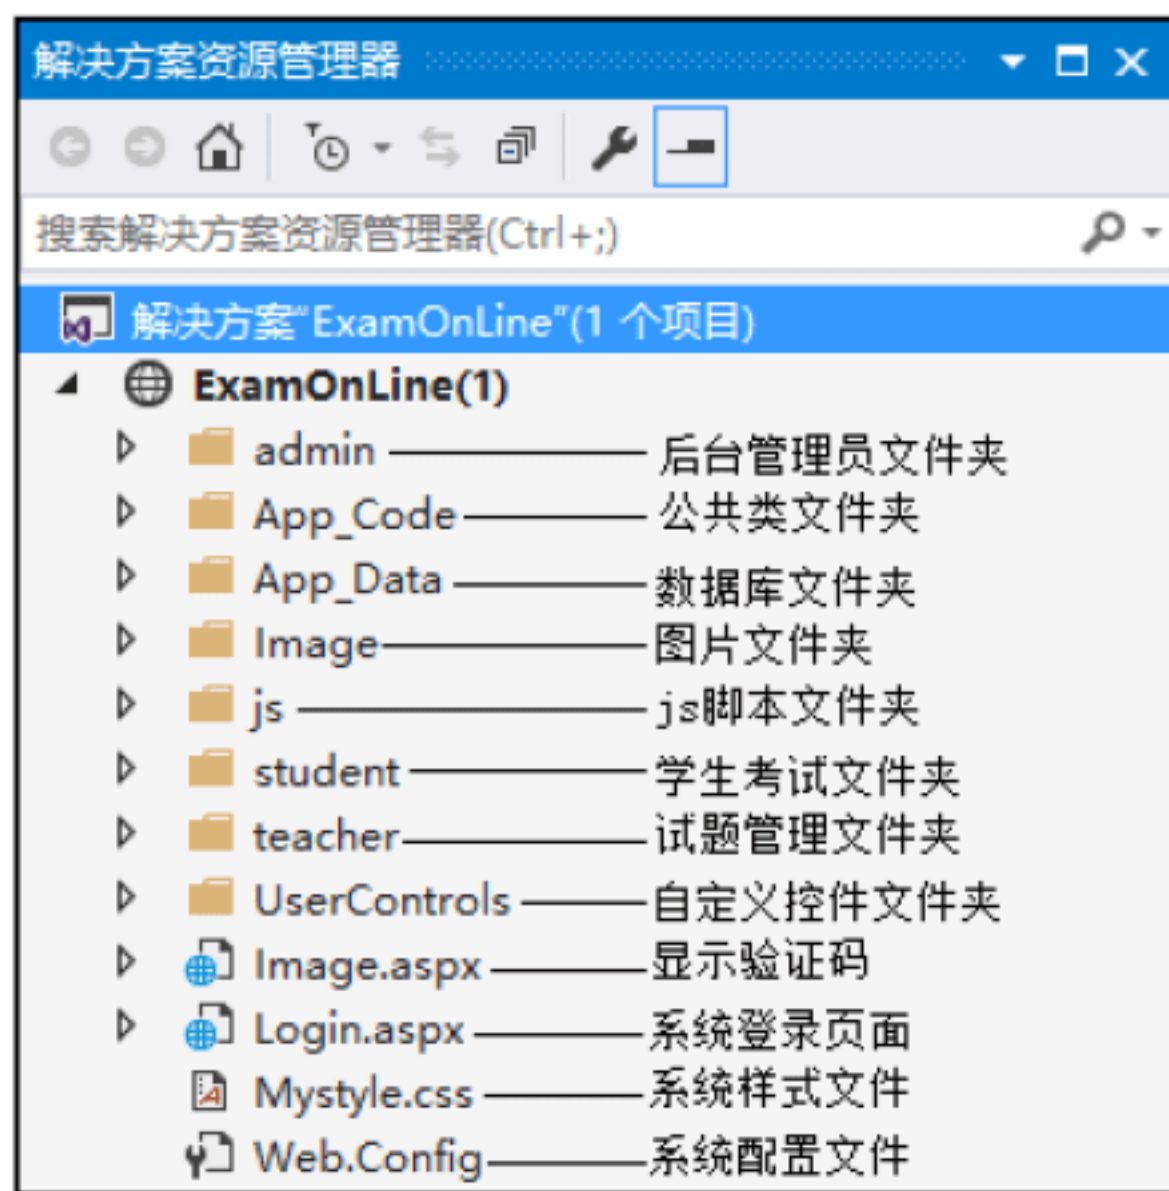 解决方案资源管理器
搜索解决方案资源管理器(Ctrl+;)
解决方案"ExamOnLine"(1 个项目)
ExamOnLine(1)
admin 后台管理员文件夹
App_Code 公共类文件夹
App_Data 数据库文件夹
Image 图片文件夹
js js脚本文件夹
student 学生考试文件夹
teacher 试题管理文件夹
UserControls 自定义控件文件夹
Image.aspx 显示验证码
Login.aspx 系统登录页面
Mystyle.css 系统样式文件
Web.Config 系统配置文件